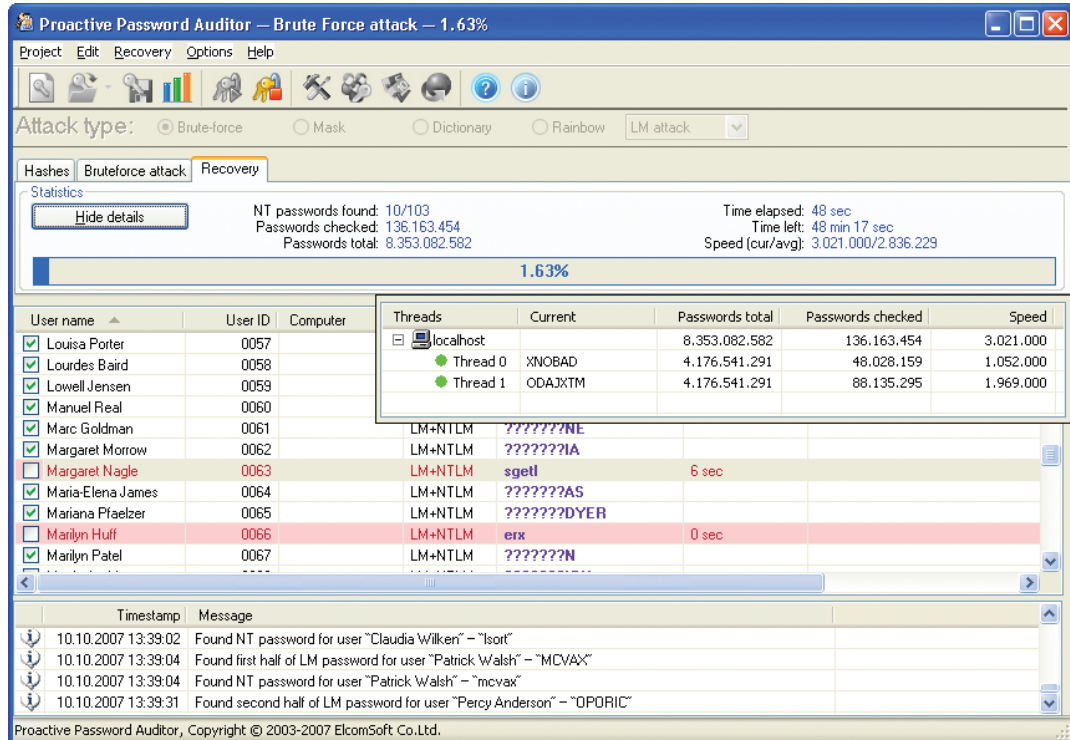 Proactive Password Auditor — Brute Force attack — 1.63%
Project Edit Recovery Options Help
Attack type: Brute-force Mask Dictionary Rainbow LM attack
Hashes Bruteforce attack Recovery
Statistics
Hide details
NT passwords found: 10/103
Passwords checked: 136.163.454
Passwords total: 8.353.082.582
Time elapsed: 48 sec
Time left: 48 min 17 sec
Speed (cur/avg): 3.021.000/2.836.229
1.63%
User name User ID Computer
Louisa Porter 0057
Lourdes Baird 0058
Lowell Jensen 0059
Manuel Real 0060
Marc Goldman 0061 LM+NTLM ???????NE
Margaret Morrow 0062 LM+NTLM ???????IA
Margaret Nagle 0063 LM+NTLM sgetl 6 sec
Maria-Elena James 0064 LM+NTLM ???????AS
Mariana Pfaelzer 0065 LM+NTLM ???????DYER
Marilyn Huff 0066 LM+NTLM erx 0 sec
Marilyn Patel 0067 LM+NTLM ???????N
Threads Current Passwords total Passwords checked Speed
localhost 8.353.082.582 136.163.454 3.021.000
Thread 0 XNOBAD 4.176.541.291 48.028.159 1.052.000
Thread 1 ODAJXTM 4.176.541.291 88.135.295 1.969.000
Timestamp Message
10.10.2007 13:39:02 Found NT password for user “Claudia Wilken” – “lsort”
10.10.2007 13:39:04 Found first half of LM password for user “Patrick Walsh” – “MCVAX”
10.10.2007 13:39:04 Found NT password for user “Patrick Walsh” – “mcvax”
10.10.2007 13:39:31 Found second half of LM password for user “Percy Anderson” – “OPORIC”
Proactive Password Auditor, Copyright © 2003-2007 ElcomSoft Co.Ltd.